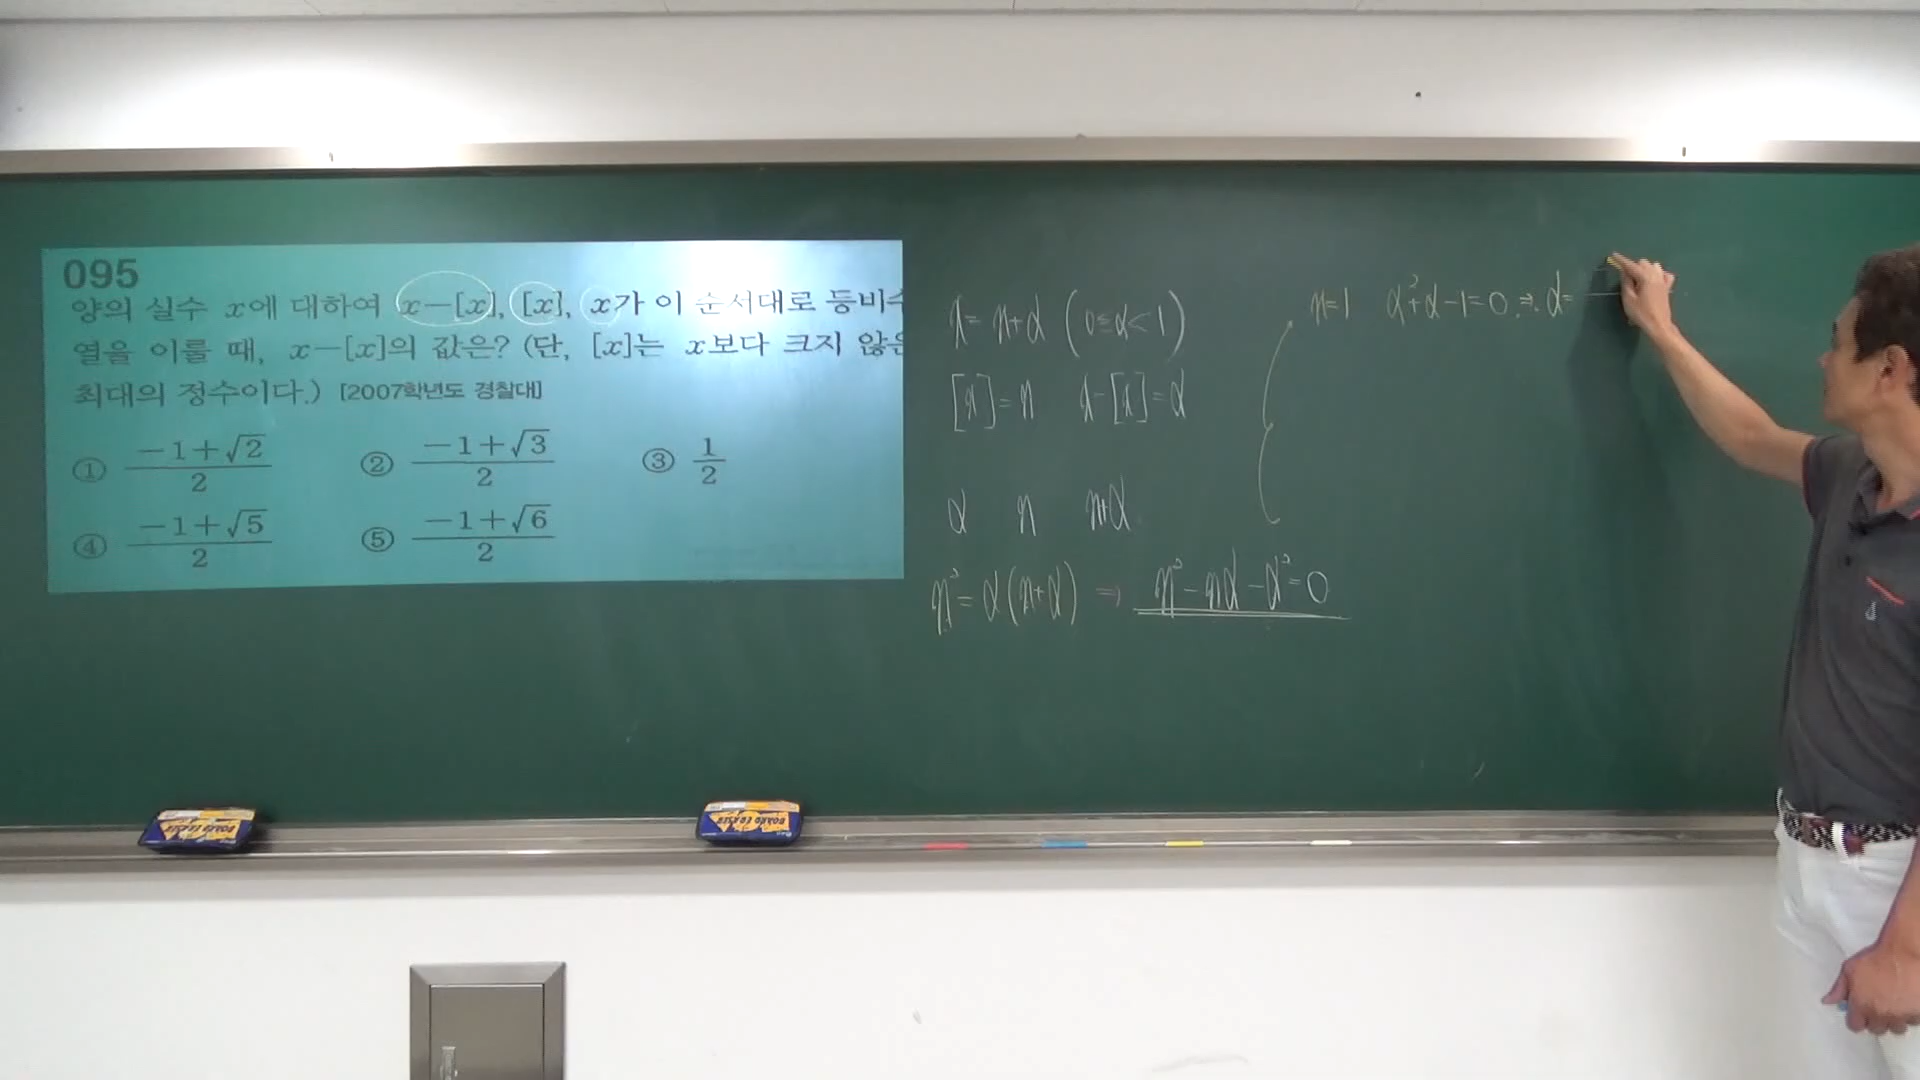 095
양의 실수 x에 대하여 x-[x], [x], x가 이 순서대로 등비수
열을 이룰 때, x-[x]의 값은? (단, [x]는 x보다 크지 않은
최대의 정수이다.) [2007학년도 경찰대]
① (-1+√2)/2 ② (-1+√3)/2 ③ 1/2
④ (-1+√5)/2 ⑤ (-1+√6)/2
x = n+α (0≤α<1)
[x] = n x-[x] = α
α n n+α
n² = α(n+α) ⇒ n² - nα - α² = 0
n=1 α²+α-1=0 ⇒ α=
BOARD ERASER
BOARD ERASER